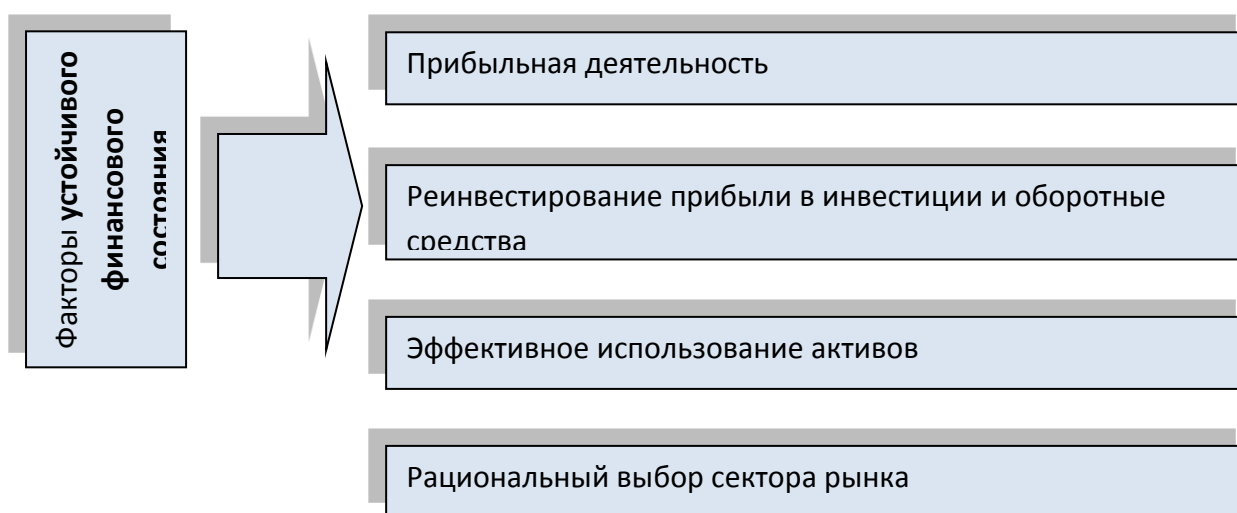 Факторы устойчивого
финансового
состояния
Прибыльная деятельность
Реинвестирование прибыли в инвестиции и оборотные
средства
Эффективное использование активов
Рациональный выбор сектора рынка